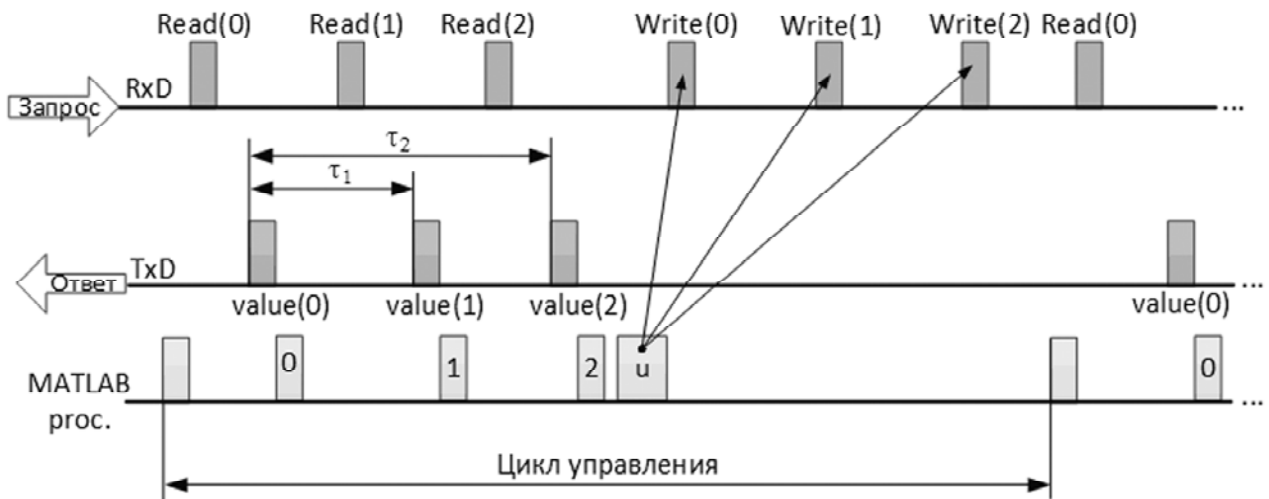 Read(0) Read(1) Read(2) Write(0) Write(1) Write(2) Read(0)
RxD
Запрос
...
τ2
τ1
TxD
Ответ
...
value(0) value(1) value(2) value(0)
0 1 2 u 0
MATLAB
proc.
...
Цикл управления